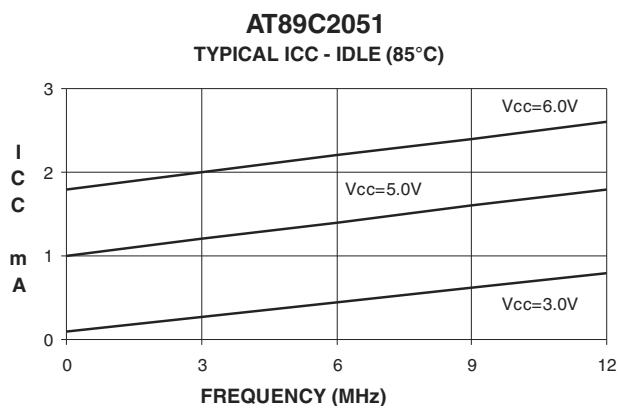 AT89C2051
TYPICAL ICC - IDLE (85°C)
3
2
1
0
I
C
C
m
A
Vcc=6.0V
Vcc=5.0V
Vcc=3.0V
0 3 6 9 12
FREQUENCY (MHz)